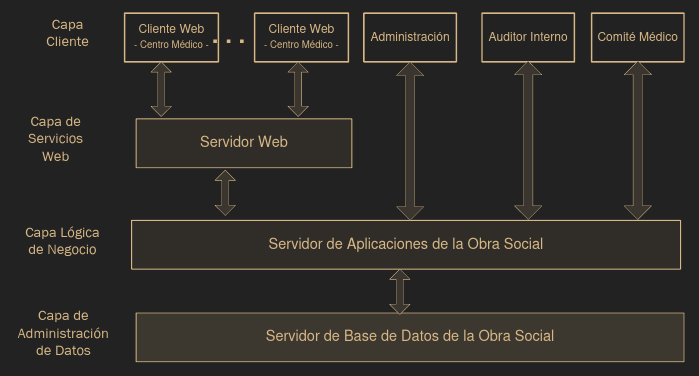 Capa
Cliente
Cliente Web
- Centro Médico -
...
Cliente Web
- Centro Médico -
Administración
Auditor Interno
Comité Médico
Capa de
Servicios
Web
Servidor Web
Capa Lógica
de Negocio
Servidor de Aplicaciones de la Obra Social
Capa de
Administración
de Datos
Servidor de Base de Datos de la Obra Social